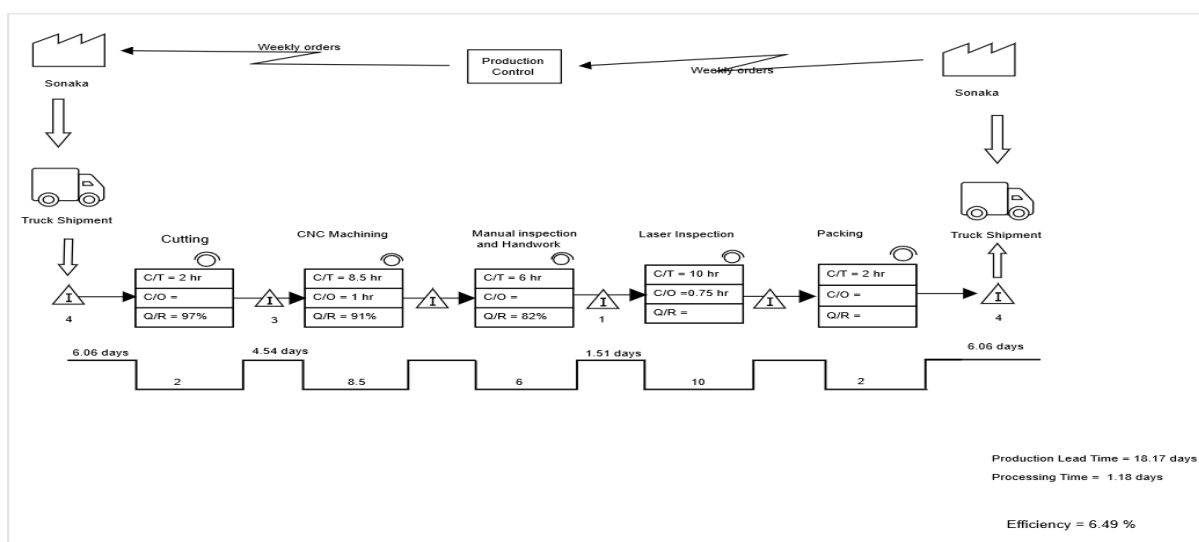 Weekly orders
Production
Control
Weekly orders
Sonaka
Sonaka
Truck Shipment
Truck Shipment
Cutting
CNC Machining
Manual inspection
and Handwork
Laser Inspection
Packing
C/T = 2 hr
C/O =
Q/R = 97%
C/T = 8.5 hr
C/O = 1 hr
Q/R = 91%
C/T = 6 hr
C/O =
Q/R = 82%
C/T = 10 hr
C/O =0.75 hr
Q/R =
C/T = 2 hr
C/O =
Q/R =
I
I
I
I
I
I
4
3
1
4
6.06 days
4.54 days
1.51 days
6.06 days
2
8.5
6
10
2
Production Lead Time = 18.17 days
Processing Time = 1.18 days
Efficiency = 6.49 %